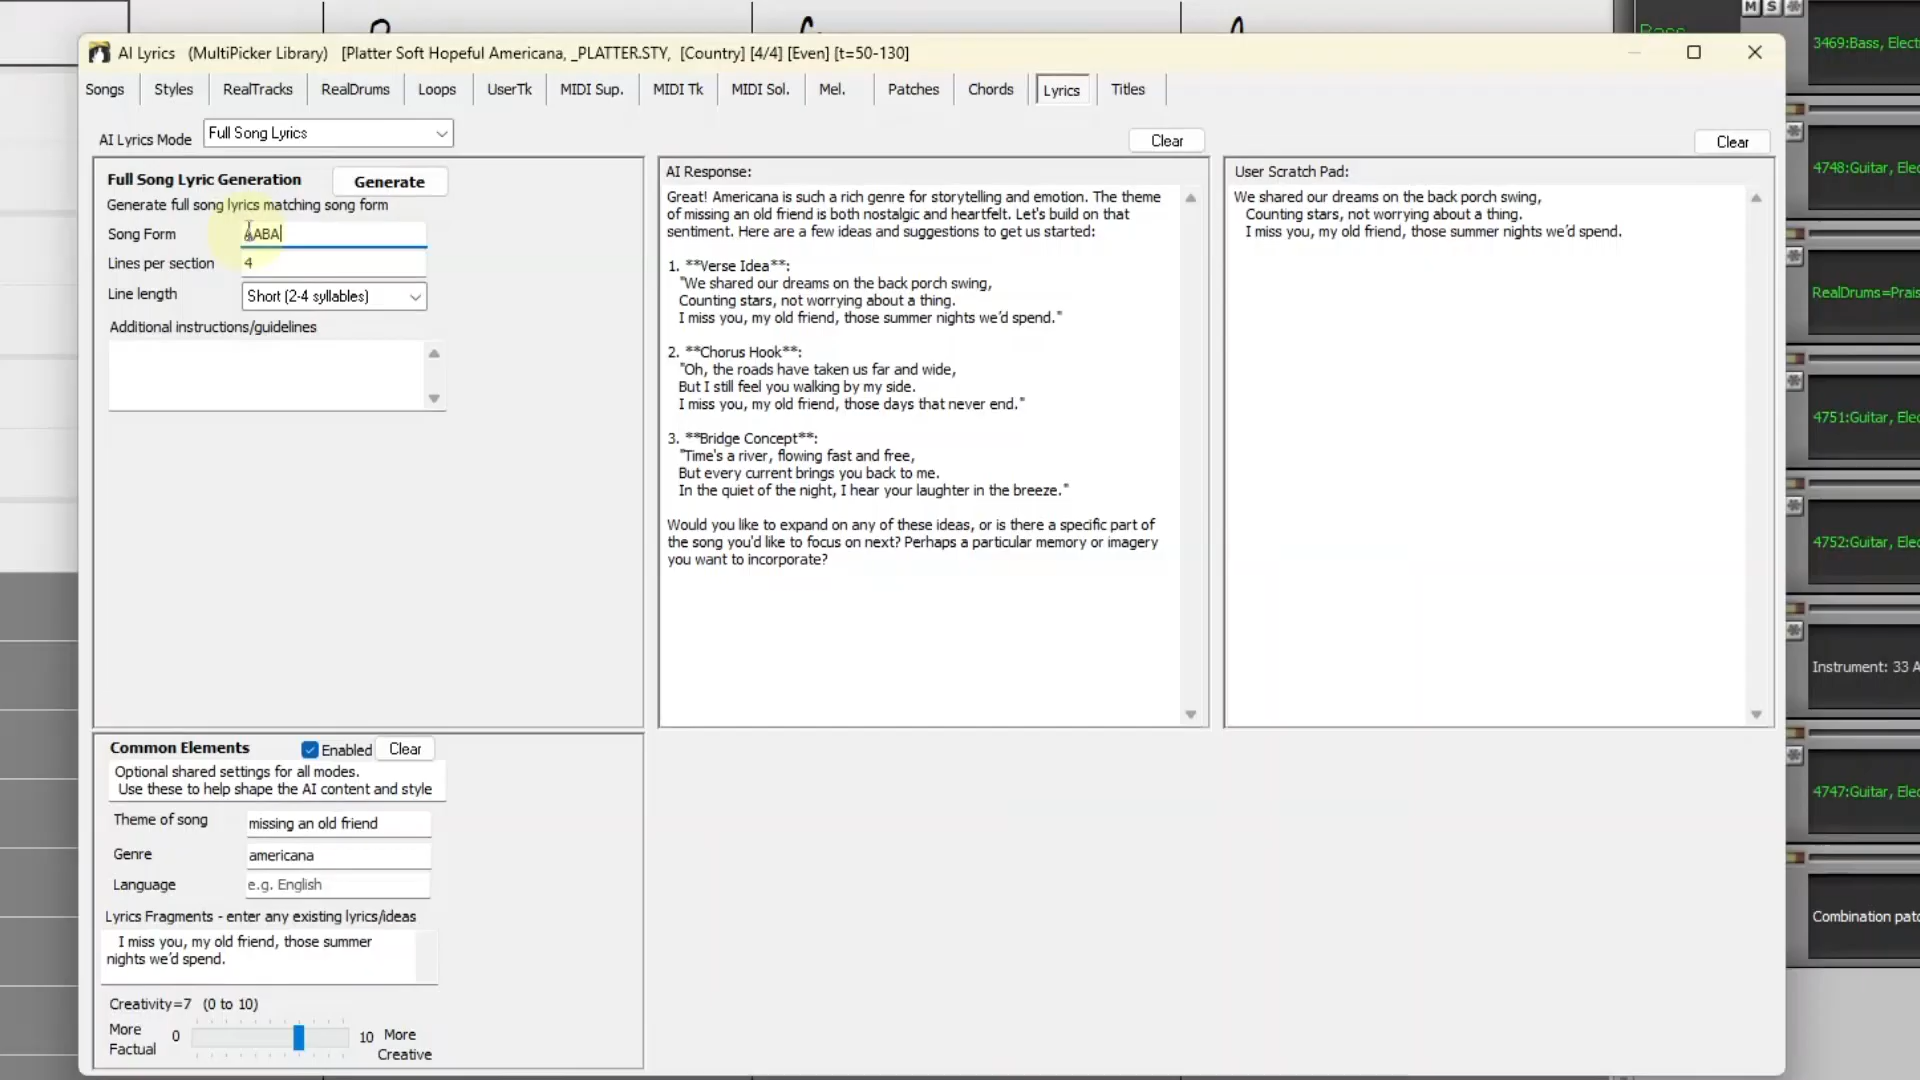 AI Lyrics (MultiPicker Library) [Platter Soft Hopeful Americana, _PLATTER.STY, [Country] [4/4] [Even] [t=50-130]
Songs Styles RealTracks RealDrums Loops UserTk MIDI Sup. MIDI Tk MIDI Sol. Mel. Patches Chords Lyrics Titles
AI Lyrics Mode Full Song Lyrics Clear Clear
Full Song Lyric Generation Generate
Generate full song lyrics matching song form
Song Form AABA
Lines per section 4
Line length Short (2-4 syllables)
Additional instructions/guidelines
AI Response:
Great! Americana is such a rich genre for storytelling and emotion. The theme
of missing an old friend is both nostalgic and heartfelt. Let's build on that
sentiment. Here are a few ideas and suggestions to get us started:
1. **Verse Idea**:
"We shared our dreams on the back porch swing,
Counting stars, not worrying about a thing.
I miss you, my old friend, those summer nights we'd spend."
2. **Chorus Hook**:
"Oh, the roads have taken us far and wide,
But I still feel you walking by my side.
I miss you, my old friend, those days that never end."
3. **Bridge Concept**:
"Time's a river, flowing fast and free,
But every current brings you back to me.
In the quiet of the night, I hear your laughter in the breeze."
Would you like to expand on any of these ideas, or is there a specific part of
the song you'd like to focus on next? Perhaps a particular memory or imagery
you want to incorporate?
User Scratch Pad:
We shared our dreams on the back porch swing,
Counting stars, not worrying about a thing.
I miss you, my old friend, those summer nights we'd spend.
Common Elements Enabled Clear
Optional shared settings for all modes.
Use these to help shape the AI content and style
Theme of song missing an old friend
Genre americana
Language e.g. English
Lyrics Fragments - enter any existing lyrics/ideas
I miss you, my old friend, those summer
nights we'd spend.
Creativity=7 (0 to 10)
More Factual 0 10 More Creative
M S
Bass
3469:Bass, Elect
4748:Guitar, Elec
RealDrums=Prais
4751:Guitar, Elec
4752:Guitar, Elec
Instrument: 33 A
4747:Guitar, Elec
Combination patc